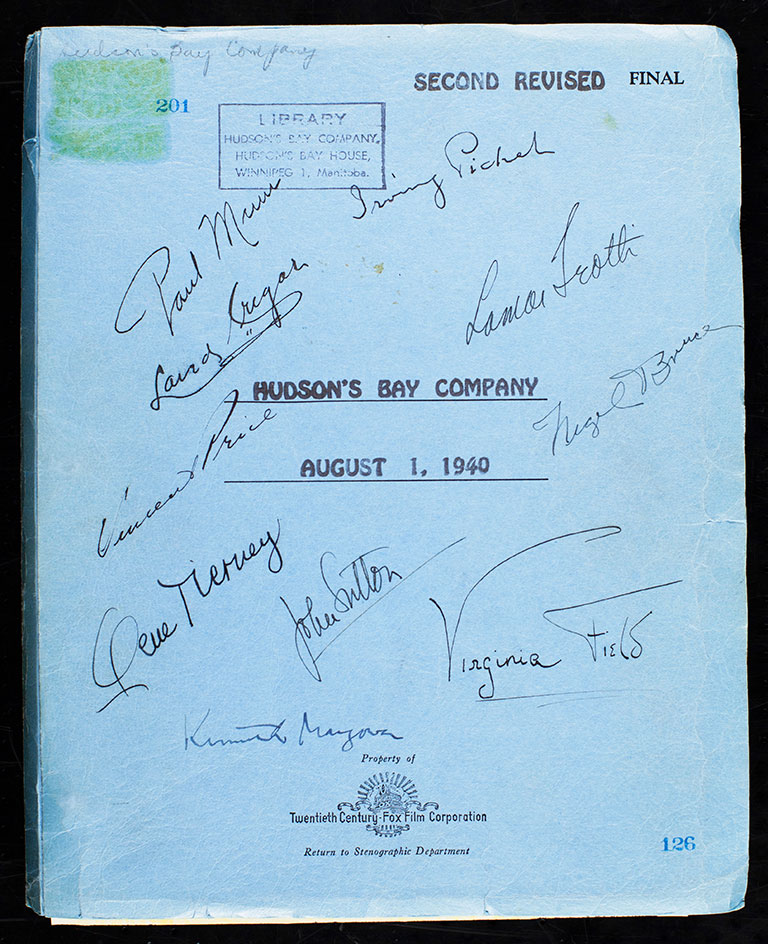 Hudson's Bay Company
SECOND REVISED FINAL
201
LIBRARY
HUDSON'S BAY COMPANY,
HUDSON'S BAY HOUSE,
WINNIPEG 1, Manitoba.
Irving Pichel
Paul Muni
Lamar Trotti
Laird Cregar
HUDSON'S BAY COMPANY
Nigel Bruce
Vincent Price
AUGUST 1, 1940
Gene Tierney
John Sutton
Virginia Field
Kenneth Macgowan
Property of
Twentieth Century-Fox Film Corporation
Return to Stenographic Department
126